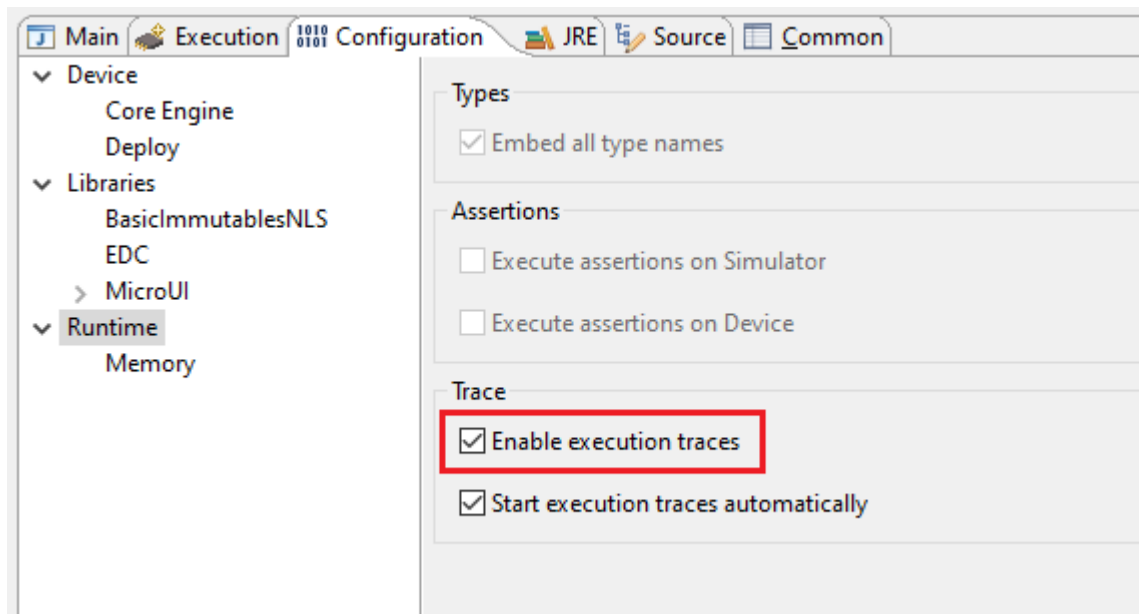 Main Execution 1010 0101 Configuration JRE Source Common
Device
Core Engine
Deploy
Libraries
BasicImmutablesNLS
EDC
MicroUI
Runtime
Memory
Types
Embed all type names
Assertions
Execute assertions on Simulator
Execute assertions on Device
Trace
Enable execution traces
Start execution traces automatically